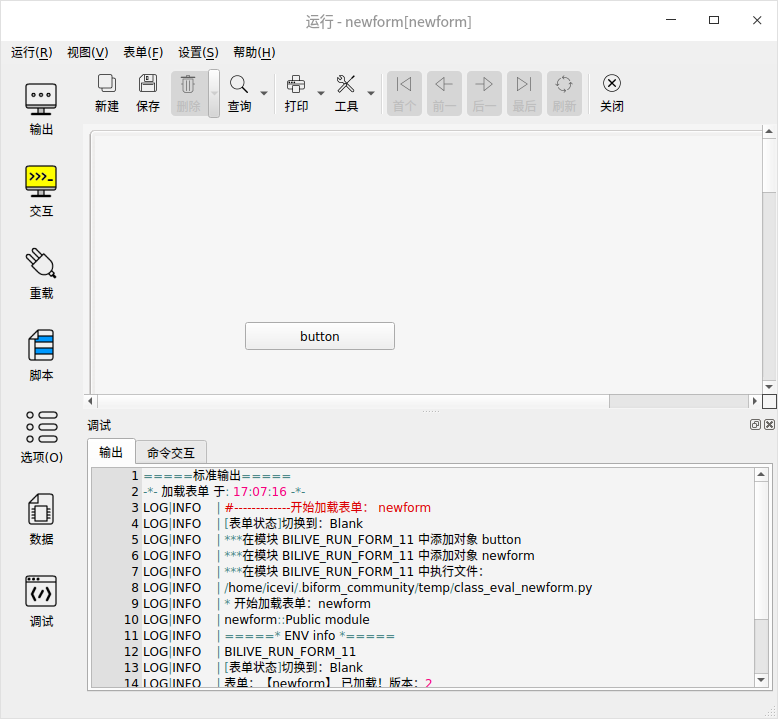 运行 - newform[newform]
运行(R) 视图(V) 表单(F) 设置(S) 帮助(H)
新建 保存 删除 查询 打印 工具 首个 前一 后一 最后 刷新 关闭
输出
交互
重载
脚本
选项(O)
数据
调试
button
调试
输出 命令交互
1 =====标准输出=====
2 -*- 加载表单 于: 17:07:16 -*-
3 LOG|INFO | #-------------开始加载表单： newform
4 LOG|INFO | [表单状态]切换到：Blank
5 LOG|INFO | ***在模块 BILIVE_RUN_FORM_11 中添加对象 button
6 LOG|INFO | ***在模块 BILIVE_RUN_FORM_11 中添加对象 newform
7 LOG|INFO | ***在模块 BILIVE_RUN_FORM_11 中执行文件：
8 LOG|INFO | /home/icevi/.biform_community/temp/class_eval_newform.py
9 LOG|INFO | * 开始加载表单：newform
10 LOG|INFO | newform::Public module
11 LOG|INFO | =====* ENV info *=====
12 LOG|INFO | BILIVE_RUN_FORM_11
13 LOG|INFO | [表单状态]切换到：Blank
14 LOG|INFO | 表单：【newform】 已加载！版本：2